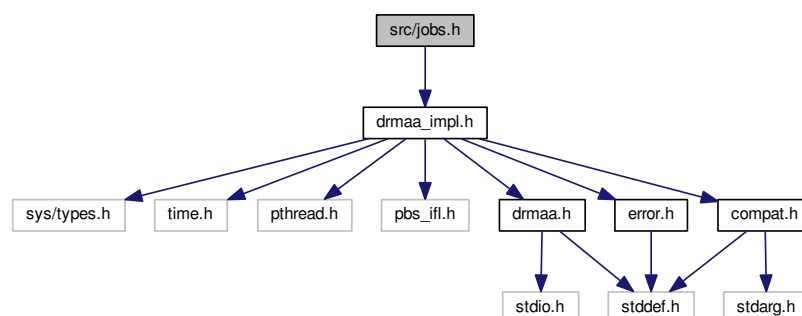 src/jobs.h
drmaa_impl.h
sys/types.h
time.h
pthread.h
pbs_ifl.h
drmaa.h
error.h
compat.h
stdio.h
stddef.h
stdarg.h